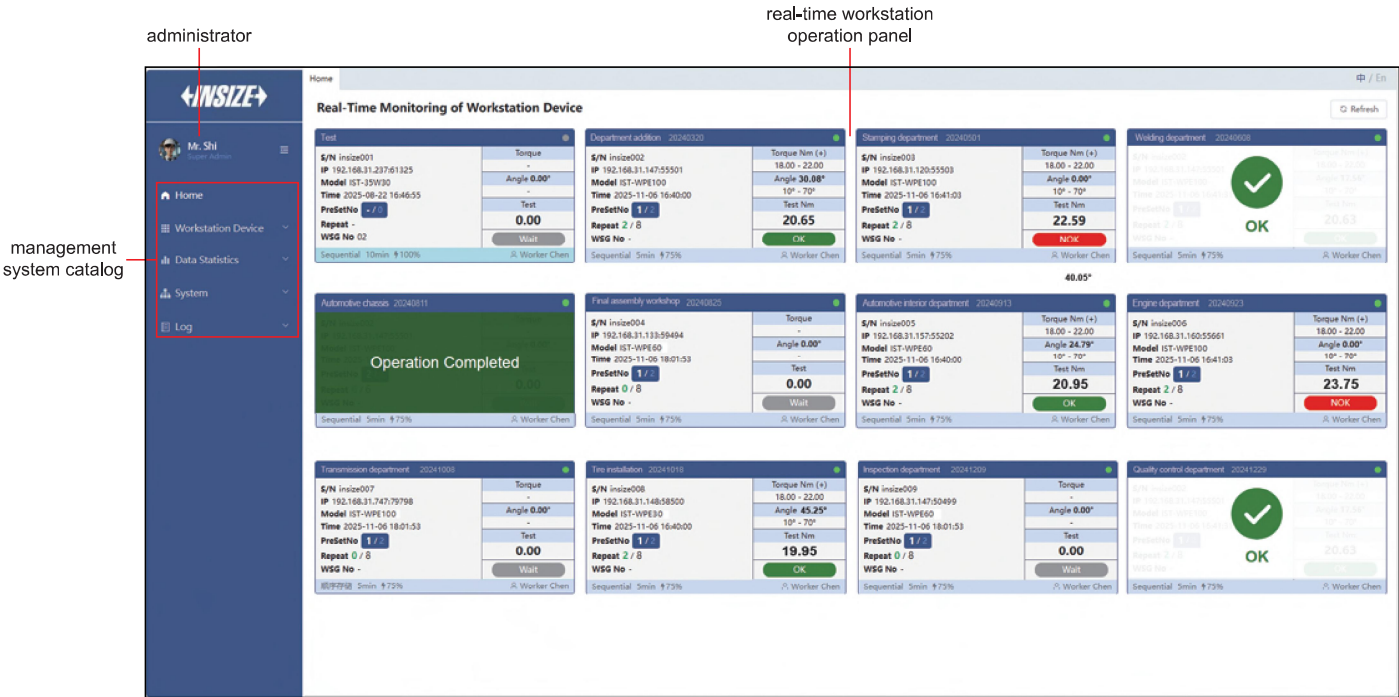 real-time workstation
operation panel
administrator
management
system catalog
INSIZE
Mr. Shi
Super Admin
Home
Workstation Device
Data Statistics
System
Log
Home
中 / En
Real-Time Monitoring of Workstation Device
Refresh
Test
S/N insize001
IP 192.168.31.237:61325
Model IST-35W30
Time 2025-08-22 16:46:55
PreSetNo - / 0
Repeat -
WSG No 02
Torque
-
Angle 0.00°
-
Test
0.00
Wait
Sequential 10min 100%
Worker Chen
Department addition 20240320
S/N insize002
IP 192.168.31.147:55501
Model IST-WPE100
Time 2025-11-06 16:40:00
PreSetNo 1 / 2
Repeat 2 / 8
WSG No -
Torque Nm (+)
18.00 - 22.00
Angle 30.08°
10° - 70°
Test Nm
20.65
OK
Sequential 5min 75%
Worker Chen
Stamping department 20240501
S/N insize003
IP 192.168.31.120:55503
Model IST-WPE100
Time 2025-11-06 16:41:03
PreSetNo 1 / 2
Repeat 2 / 8
WSG No -
Torque Nm (+)
18.00 - 22.00
Angle 0.00°
10° - 70°
Test Nm
22.59
NOK
Sequential 5min 75%
Worker Chen
40.05°
Welding department 20240608
OK
20.63
Sequential 5min 75%
Worker Chen
Automotive chassis 20240811
Operation Completed
0.00
Sequential 5min 75%
Worker Chen
Final assembly workshop 20240825
S/N insize004
IP 192.168.31.133:59494
Model IST-WPE60
Time 2025-11-06 18:01:53
PreSetNo 1 / 2
Repeat 0 / 8
WSG No -
Torque
-
Angle 0.00°
-
Test
0.00
Wait
Sequential 5min 75%
Worker Chen
Automotive interior department 20240913
S/N insize005
IP 192.168.31.157:55202
Model IST-WPE60
Time 2025-11-06 16:40:00
PreSetNo 1 / 2
Repeat 2 / 8
WSG No -
Torque Nm (+)
18.00 - 22.00
Angle 24.79°
10° - 70°
Test Nm
20.95
OK
Sequential 5min 75%
Worker Chen
Engine department 20240923
S/N insize006
IP 192.168.31.160:55661
Model IST-WPE100
Time 2025-11-06 16:41:03
PreSetNo 1 / 2
Repeat 2 / 8
WSG No -
Torque Nm (+)
18.00 - 22.00
Angle 0.00°
10° - 70°
Test Nm
23.75
NOK
Sequential 5min 75%
Worker Chen
Transmission department 20241008
S/N insize007
IP 192.168.31.747:79798
Model IST-WPE100
Time 2025-11-06 18:01:53
PreSetNo 1 / 2
Repeat 0 / 8
WSG No -
Torque
-
Angle 0.00°
-
Test
0.00
Wait
顺序存储 5min 75%
Worker Chen
Tire installation 20241018
S/N insize008
IP 192.168.31.148:58500
Model IST-WPE30
Time 2025-11-06 16:40:00
PreSetNo 1 / 2
Repeat 2 / 8
WSG No -
Torque Nm (+)
18.00 - 22.00
Angle 45.25°
10° - 70°
Test Nm
19.95
OK
Sequential 5min 75%
Worker Chen
Inspection department 20241209
S/N insize009
IP 192.168.31.147:50499
Model IST-WPE60
Time 2025-11-06 18:01:53
PreSetNo 1 / 2
Repeat 0 / 8
WSG No -
Torque
-
Angle 0.00°
-
Test
0.00
Wait
Sequential 5min 75%
Worker Chen
Quality control department 20241229
OK
20.63
Sequential 5min 75%
Worker Chen